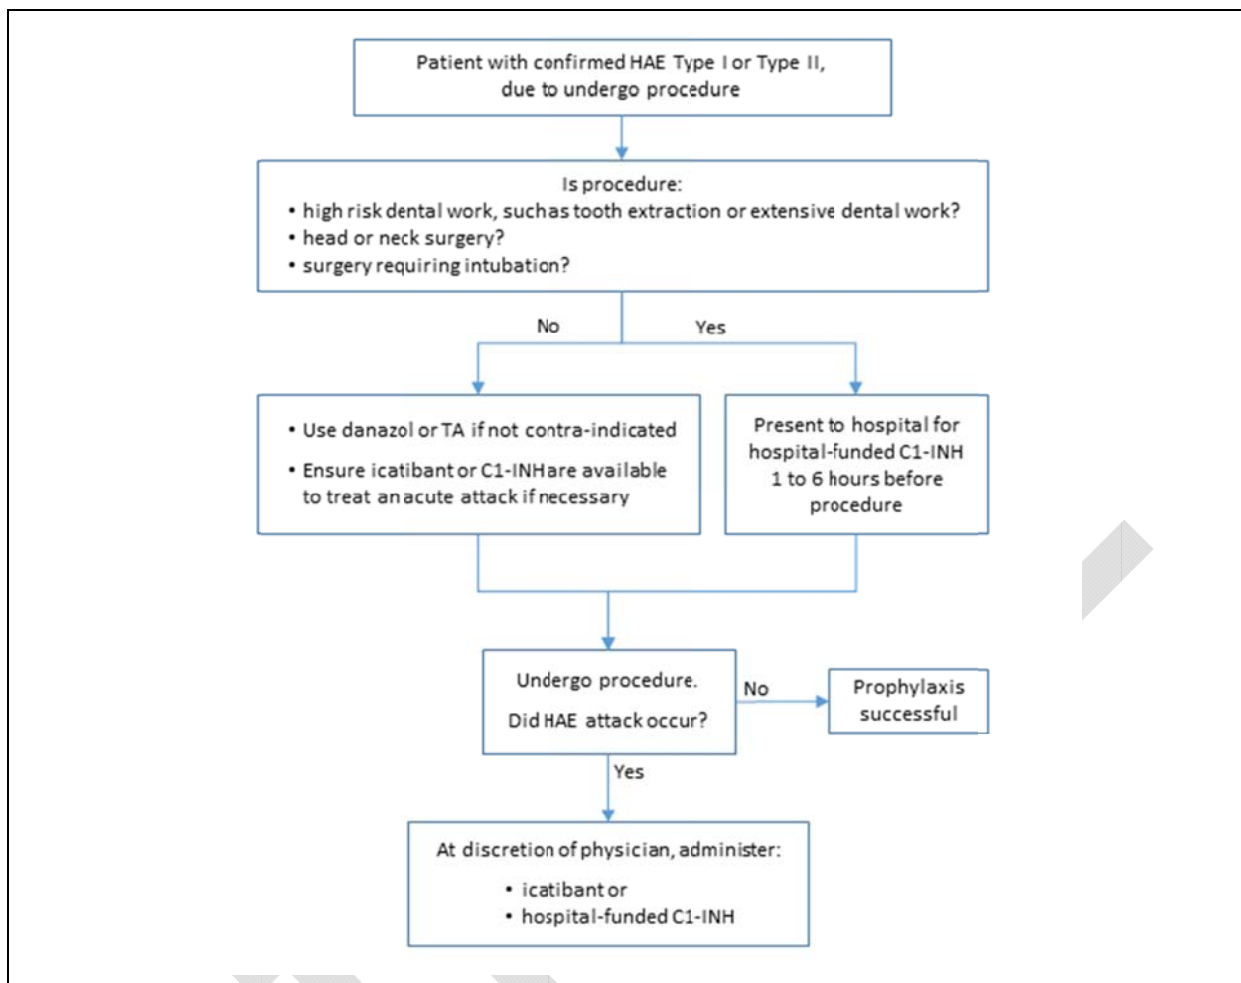 Patient with confirmed HAE Type I or Type II,
due to undergo procedure
Is procedure:
• high risk dental work, suchas tooth extraction or extensive dental work?
• head or neck surgery?
• surgery requiring intubation?
No
Yes
• Use danazol or TA if not contra-indicated
• Ensure icatibant or C1-INHare available
to treat anacute attack if necessary
Present to hospital for
hospital-funded C1-INH
1 to 6 hours before
procedure
Undergo procedure.
Did HAE attack occur?
No
Prophylaxis
successful
Yes
At discretion of physician, administer:
• icatibant or
• hospital-funded C1-INH